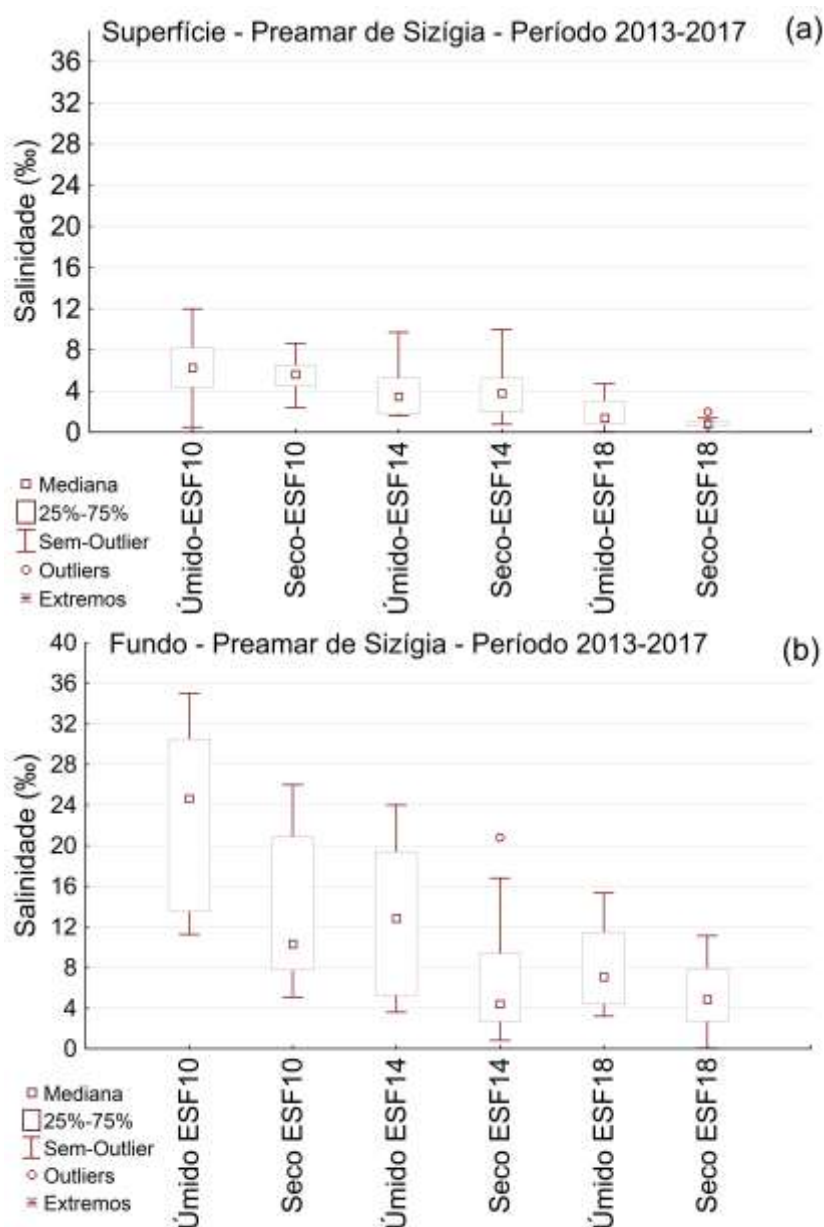 Superfície - Preamar de Sizígia - Período 2013-2017 (a)
Salinidade (‰)
36
32
28
24
20
16
12
8
4
0
Úmido-ESF10
Seco-ESF10
Úmido-ESF14
Seco-ESF14
Úmido-ESF18
Seco-ESF18
Mediana
25%-75%
Sem-Outlier
Outliers
Extremos
Fundo - Preamar de Sizígia - Período 2013-2017 (b)
Salinidade (‰)
40
36
32
28
24
20
16
12
8
4
0
Úmido ESF10
Seco ESF10
Úmido ESF14
Seco ESF14
Úmido ESF18
Seco ESF18
Mediana
25%-75%
Sem-Outlier
Outliers
Extremos